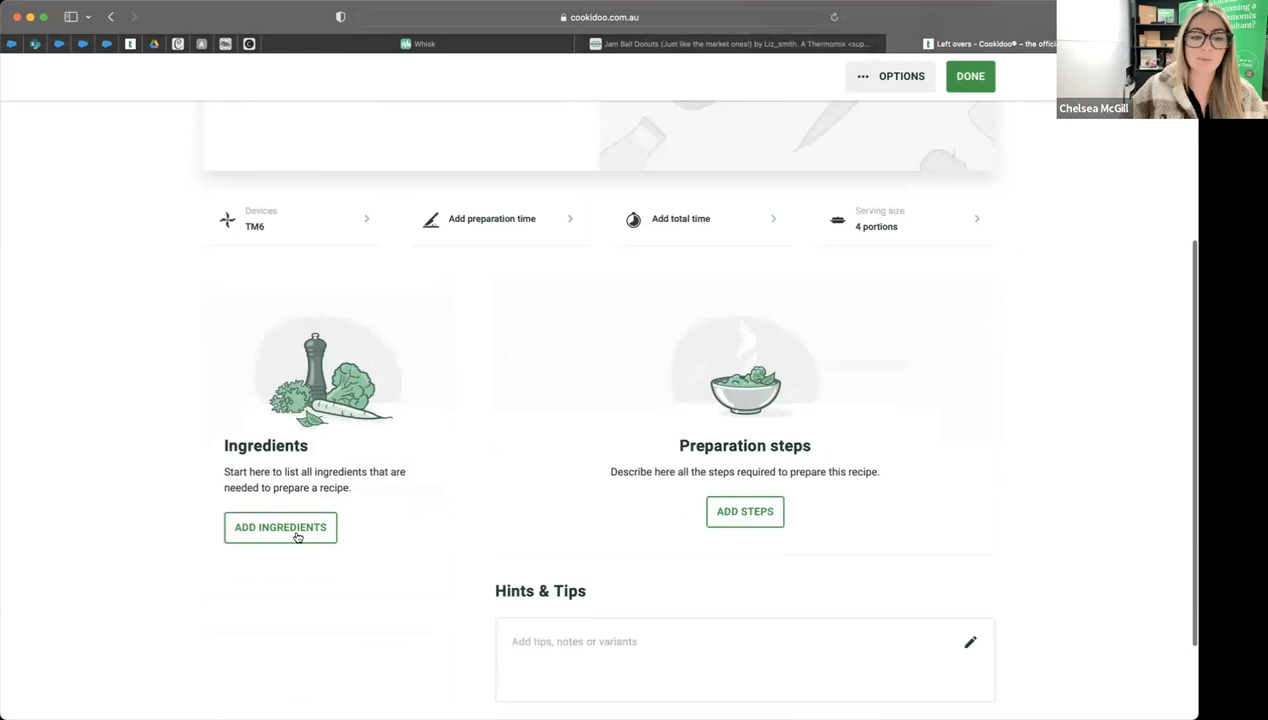 cookidoo.com.au
Whisk
Jam Ball Donuts (Just like the market ones!) by Liz_smith. A Thermomix <sup...
Left overs - Cookidoo® – the offici
••• OPTIONS
DONE
Chelsea McGill
Devices
TM6
Add preparation time
Add total time
Serving size
4 portions
Ingredients
Start here to list all ingredients that are
needed to prepare a recipe.
ADD INGREDIENTS
Preparation steps
Describe here all the steps required to prepare this recipe.
ADD STEPS
Hints & Tips
Add tips, notes or variants